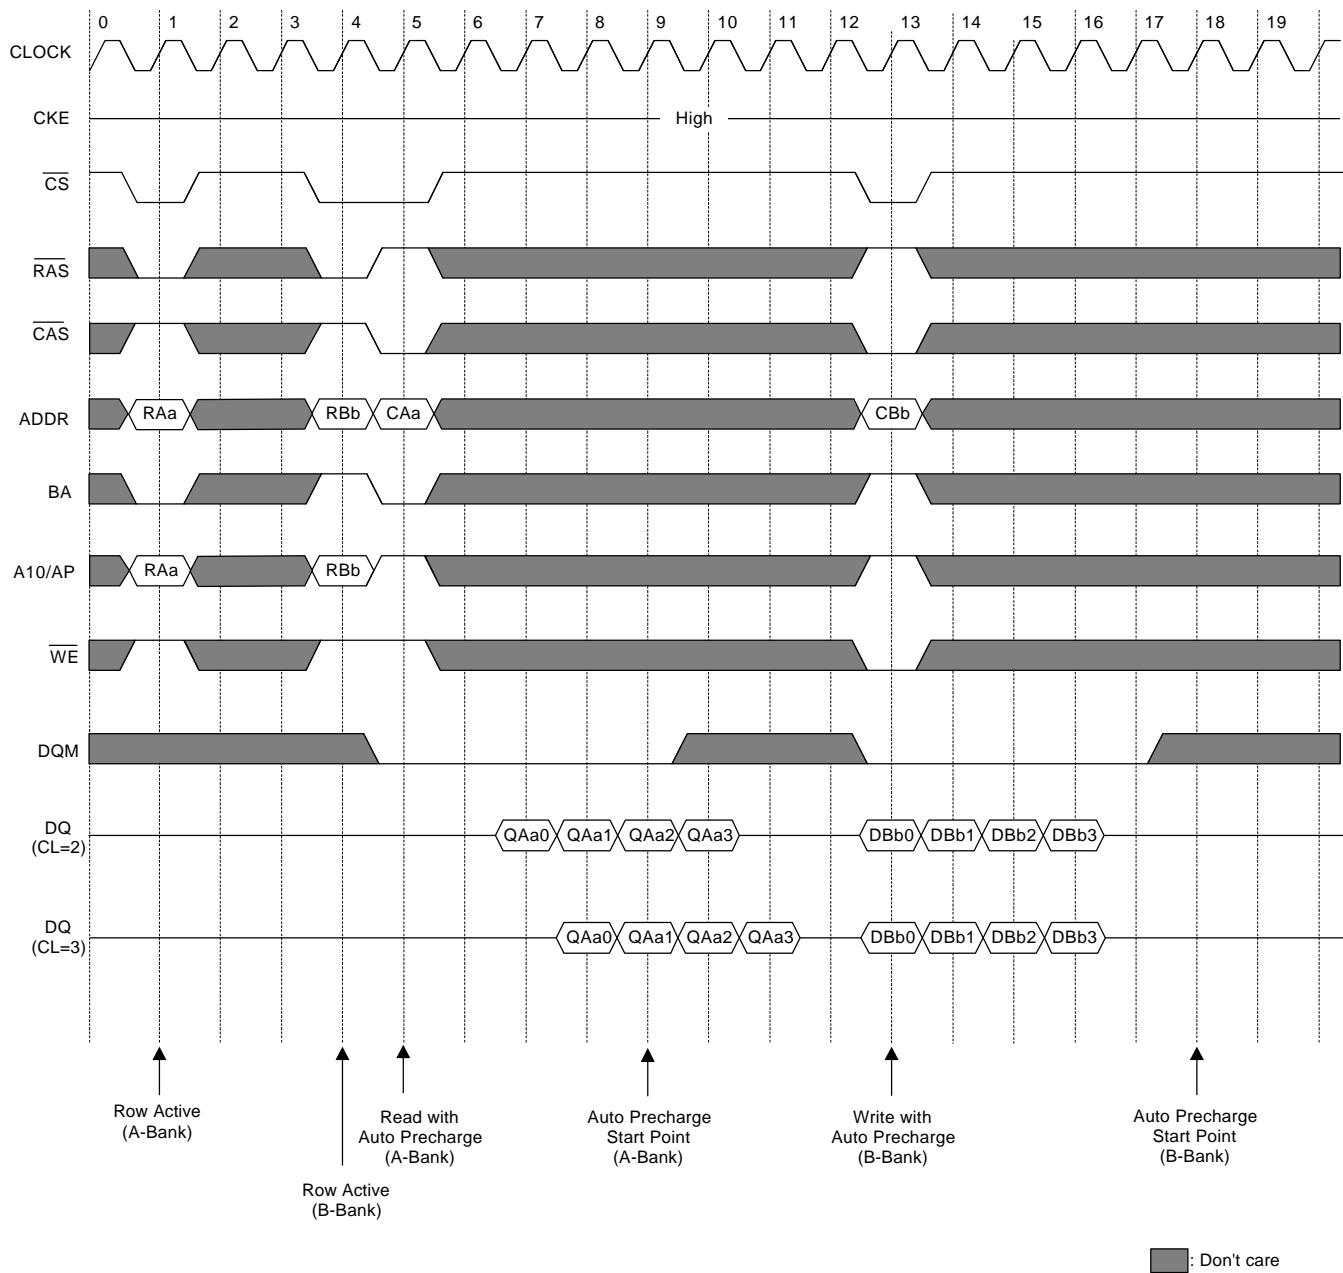 0 1 2 3 4 5 6 7 8 9 10 11 12 13 14 15 16 17 18 19
CLOCK
CKE High
CS
RAS
CAS
ADDR RAa RBb CAa CBb
BA
A10/AP RAa RBb
WE
DQM
DQ
(CL=2)
QAa0 QAa1 QAa2 QAa3 DBb0 DBb1 DBb2 DBb3
DQ
(CL=3)
QAa0 QAa1 QAa2 QAa3 DBb0 DBb1 DBb2 DBb3
Row Active
(A-Bank)
Row Active
(B-Bank)
Read with
Auto Precharge
(A-Bank)
Auto Precharge
Start Point
(A-Bank)
Write with
Auto Precharge
(B-Bank)
Auto Precharge
Start Point
(B-Bank)
: Don't care